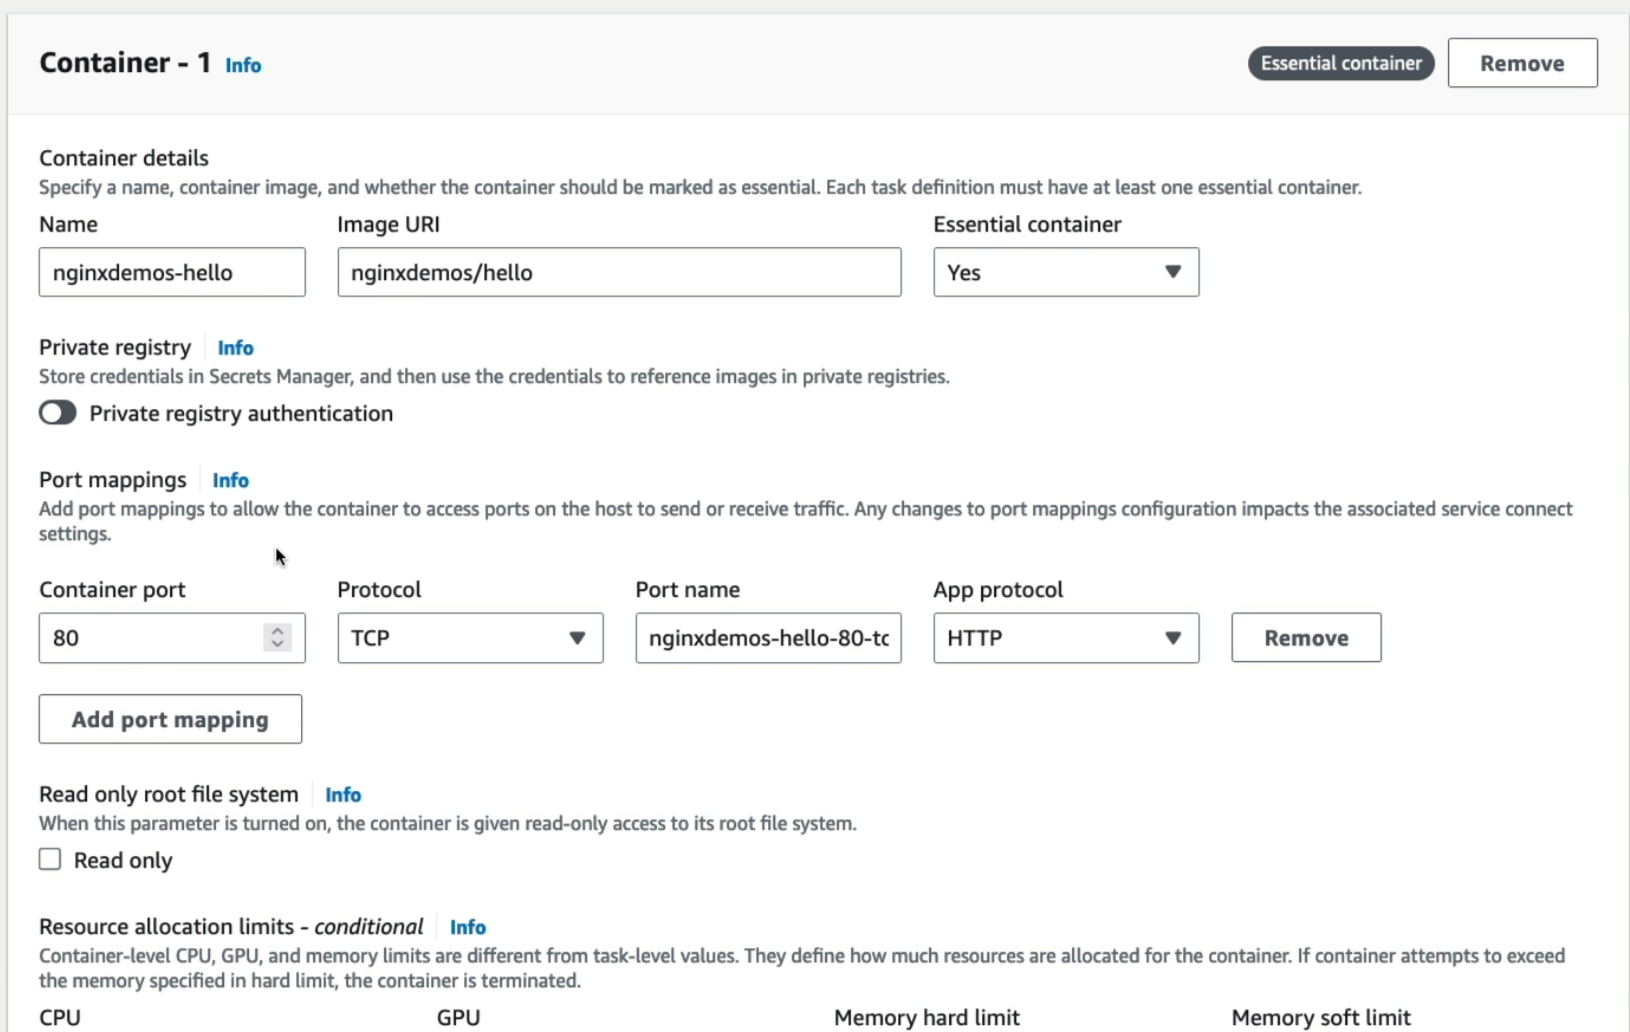 Container - 1 Info
Essential container
Remove
Container details
Specify a name, container image, and whether the container should be marked as essential. Each task definition must have at least one essential container.
Name Image URI Essential container
nginxdemos-hello nginxdemos/hello Yes
Private registry Info
Store credentials in Secrets Manager, and then use the credentials to reference images in private registries.
Private registry authentication
Port mappings Info
Add port mappings to allow the container to access ports on the host to send or receive traffic. Any changes to port mappings configuration impacts the associated service connect
settings.
Container port Protocol Port name App protocol
80 TCP nginxdemos-hello-80-tc HTTP Remove
Add port mapping
Read only root file system Info
When this parameter is turned on, the container is given read-only access to its root file system.
Read only
Resource allocation limits - conditional Info
Container-level CPU, GPU, and memory limits are different from task-level values. They define how much resources are allocated for the container. If container attempts to exceed
the memory specified in hard limit, the container is terminated.
CPU GPU Memory hard limit Memory soft limit